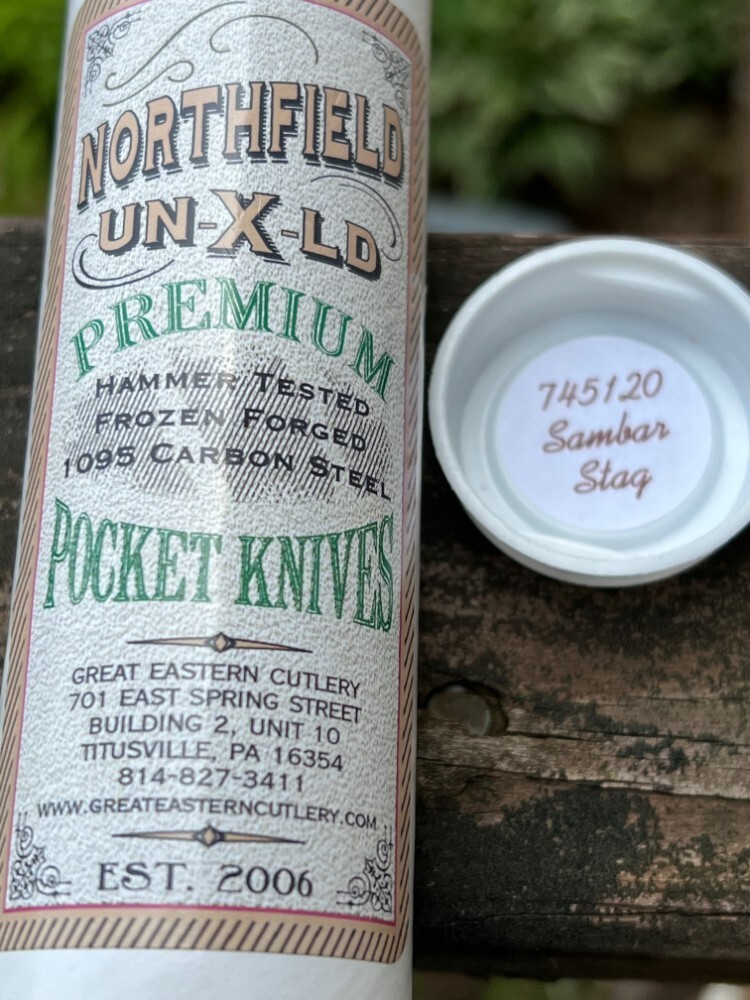 NORTHFIELD
UN-X-LD
PREMIUM
HAMMER TESTED
FROZEN FORGED
1095 CARBON STEEL
POCKET KNIVES
GREAT EASTERN CUTLERY
701 EAST SPRING STREET
BUILDING 2, UNIT 10
TITUSVILLE, PA 16354
814-827-3411
WWW.GREATEASTERNCUTLERY.COM
EST. 2006
745120
Sambar
Stag